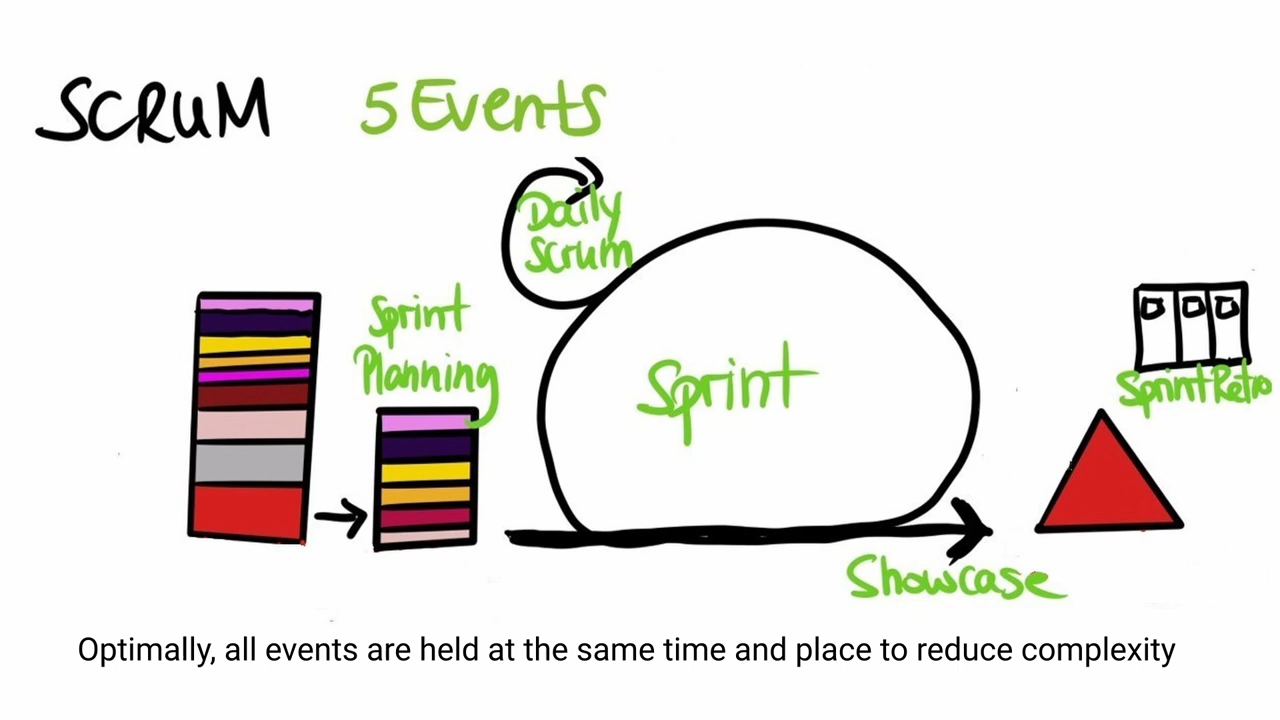 SCRUM 5 Events
Daily
Scrum
Sprint
Planning
Sprint
Sprint Retro
Showcase
Optimally, all events are held at the same time and place to reduce complexity